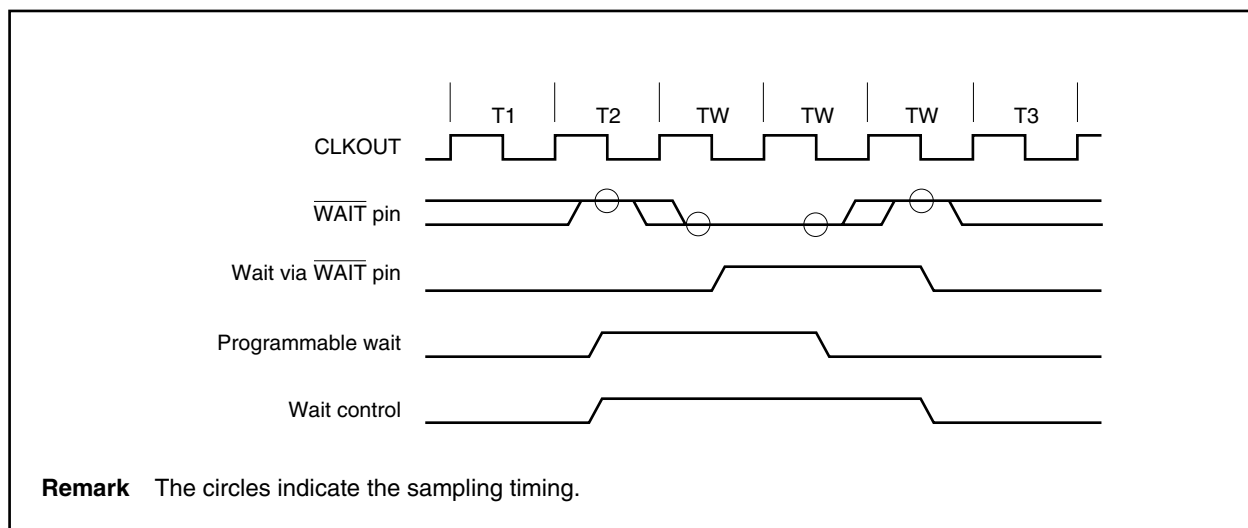 T1 T2 TW TW TW T3
CLKOUT
WAIT pin
Wait via WAIT pin
Programmable wait
Wait control
Remark The circles indicate the sampling timing.